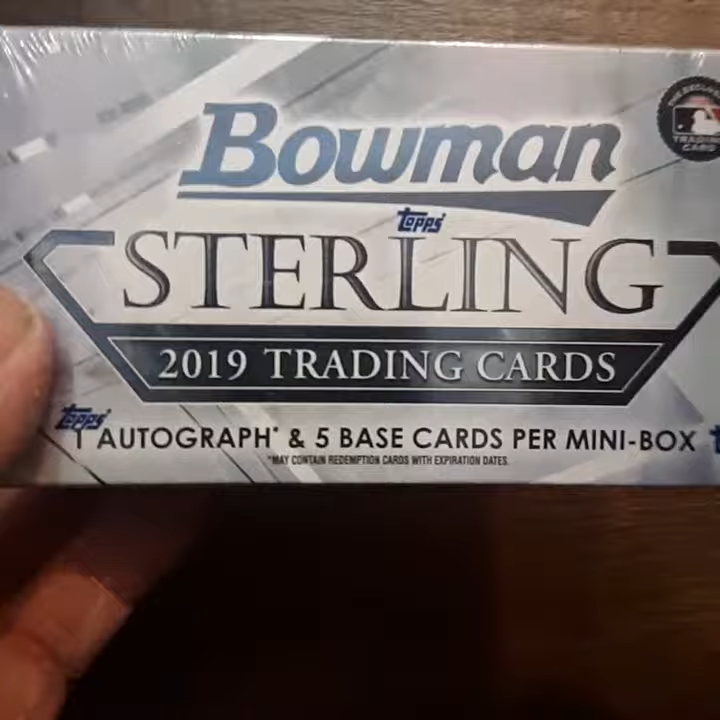 Bowman
topps
STERLING
2019 TRADING CARDS
topps
1 AUTOGRAPH* & 5 BASE CARDS PER MINI-BOX
*MAY CONTAIN REDEMPTION CARDS WITH EXPIRATION DATES.